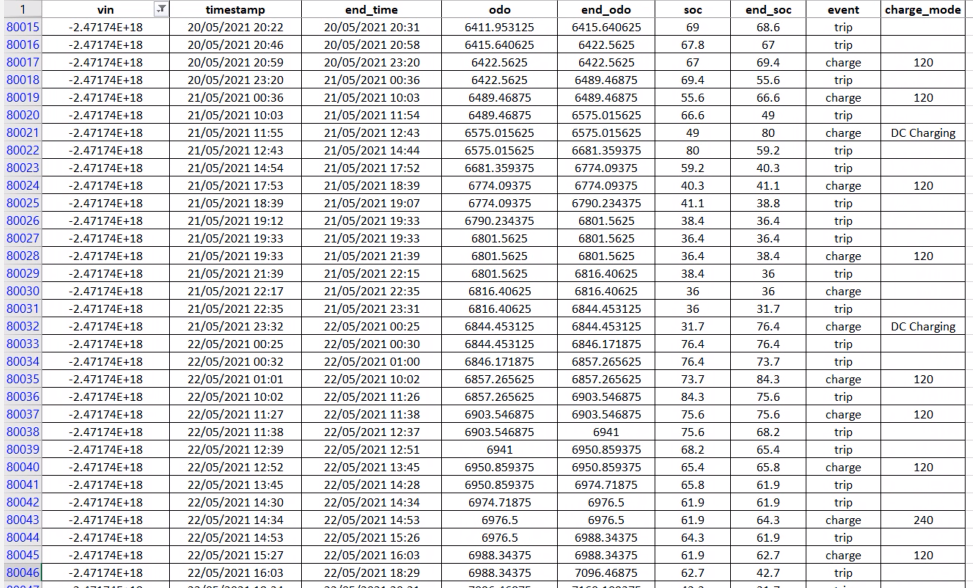 1 vin timestamp end_time odo end_odo soc end_soc event charge_mode
80015 -2.47174E+18 20/05/2021 20:22 20/05/2021 20:31 6411.953125 6415.640625 69 68.6 trip
80016 -2.47174E+18 20/05/2021 20:46 20/05/2021 20:58 6415.640625 6422.5625 67.8 67 trip
80017 -2.47174E+18 20/05/2021 20:59 20/05/2021 23:20 6422.5625 6422.5625 67 69.4 charge 120
80018 -2.47174E+18 20/05/2021 23:20 21/05/2021 00:36 6422.5625 6489.46875 69.4 55.6 trip
80019 -2.47174E+18 21/05/2021 00:36 21/05/2021 10:03 6489.46875 6489.46875 55.6 66.6 charge 120
80020 -2.47174E+18 21/05/2021 10:03 21/05/2021 11:54 6489.46875 6575.015625 66.6 49 trip
80021 -2.47174E+18 21/05/2021 11:55 21/05/2021 12:43 6575.015625 6575.015625 49 80 charge DC Charging
80022 -2.47174E+18 21/05/2021 12:43 21/05/2021 14:44 6575.015625 6681.359375 80 59.2 trip
80023 -2.47174E+18 21/05/2021 14:54 21/05/2021 17:52 6681.359375 6774.09375 59.2 40.3 trip
80024 -2.47174E+18 21/05/2021 17:53 21/05/2021 18:39 6774.09375 6774.09375 40.3 41.1 charge 120
80025 -2.47174E+18 21/05/2021 18:39 21/05/2021 19:07 6774.09375 6790.234375 41.1 38.8 trip
80026 -2.47174E+18 21/05/2021 19:12 21/05/2021 19:33 6790.234375 6801.5625 38.4 36.4 trip
80027 -2.47174E+18 21/05/2021 19:33 21/05/2021 19:33 6801.5625 6801.5625 36.4 36.4 trip
80028 -2.47174E+18 21/05/2021 19:33 21/05/2021 21:39 6801.5625 6801.5625 36.4 38.4 charge 120
80029 -2.47174E+18 21/05/2021 21:39 21/05/2021 22:15 6801.5625 6816.40625 38.4 36 trip
80030 -2.47174E+18 21/05/2021 22:17 21/05/2021 22:35 6816.40625 6816.40625 36 36 charge
80031 -2.47174E+18 21/05/2021 22:35 21/05/2021 23:31 6816.40625 6844.453125 36 31.7 trip
80032 -2.47174E+18 21/05/2021 23:32 22/05/2021 00:25 6844.453125 6844.453125 31.7 76.4 charge DC Charging
80033 -2.47174E+18 22/05/2021 00:25 22/05/2021 00:30 6844.453125 6846.171875 76.4 76.4 trip
80034 -2.47174E+18 22/05/2021 00:32 22/05/2021 01:00 6846.171875 6857.265625 76.4 73.7 trip
80035 -2.47174E+18 22/05/2021 01:01 22/05/2021 10:02 6857.265625 6857.265625 73.7 84.3 charge 120
80036 -2.47174E+18 22/05/2021 10:02 22/05/2021 11:26 6857.265625 6903.546875 84.3 75.6 trip
80037 -2.47174E+18 22/05/2021 11:27 22/05/2021 11:38 6903.546875 6903.546875 75.6 75.6 charge 120
80038 -2.47174E+18 22/05/2021 11:38 22/05/2021 12:37 6903.546875 6941 75.6 68.2 trip
80039 -2.47174E+18 22/05/2021 12:39 22/05/2021 12:51 6941 6950.859375 68.2 65.4 trip
80040 -2.47174E+18 22/05/2021 12:52 22/05/2021 13:45 6950.859375 6950.859375 65.4 65.8 charge 120
80041 -2.47174E+18 22/05/2021 13:45 22/05/2021 14:28 6950.859375 6974.71875 65.8 61.9 trip
80042 -2.47174E+18 22/05/2021 14:30 22/05/2021 14:34 6974.71875 6976.5 61.9 61.9 trip
80043 -2.47174E+18 22/05/2021 14:34 22/05/2021 14:53 6976.5 6976.5 61.9 64.3 charge 240
80044 -2.47174E+18 22/05/2021 14:53 22/05/2021 15:26 6976.5 6988.34375 64.3 61.9 trip
80045 -2.47174E+18 22/05/2021 15:27 22/05/2021 16:03 6988.34375 6988.34375 61.9 62.7 charge 120
80046 -2.47174E+18 22/05/2021 16:03 22/05/2021 18:29 6988.34375 7096.46875 62.7 42.7 trip